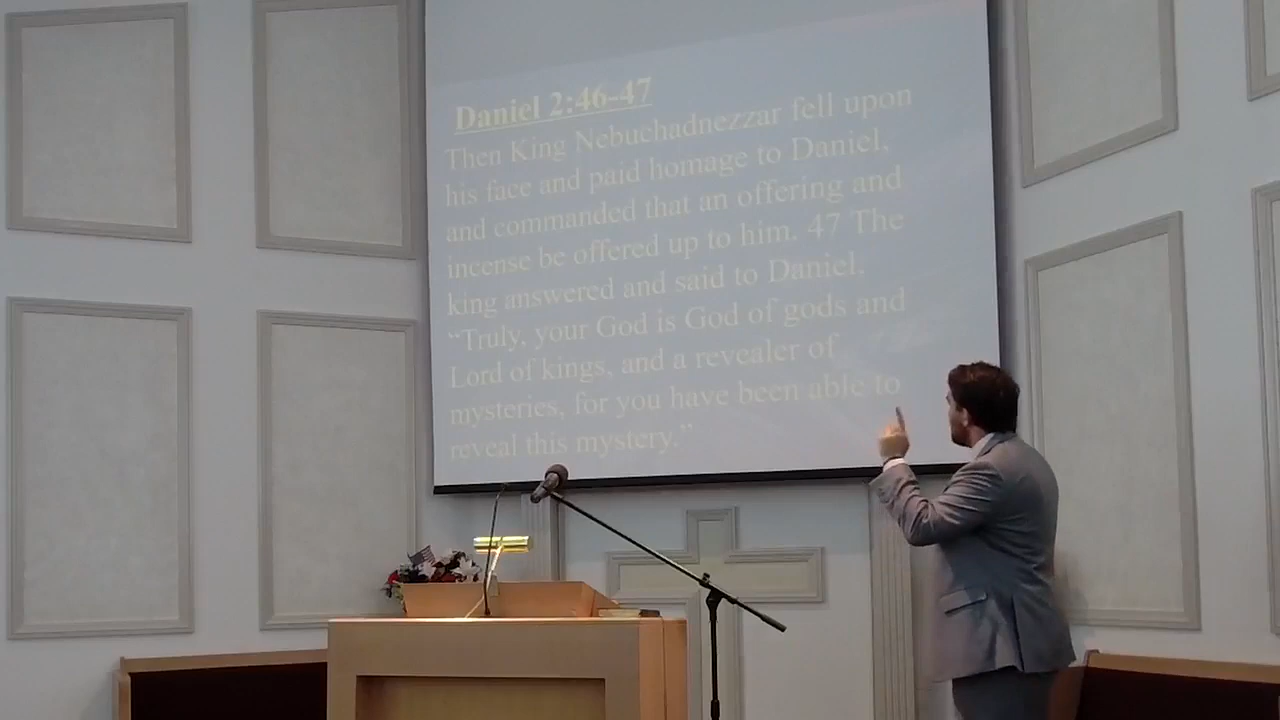 Daniel 2:46-47
Then King Nebuchadnezzar fell upon
his face and paid homage to Daniel,
and commanded that an offering and
incense be offered up to him. 47 The
king answered and said to Daniel,
“Truly, your God is God of gods and
Lord of kings, and a revealer of
mysteries, for you have been able to
reveal this mystery.”